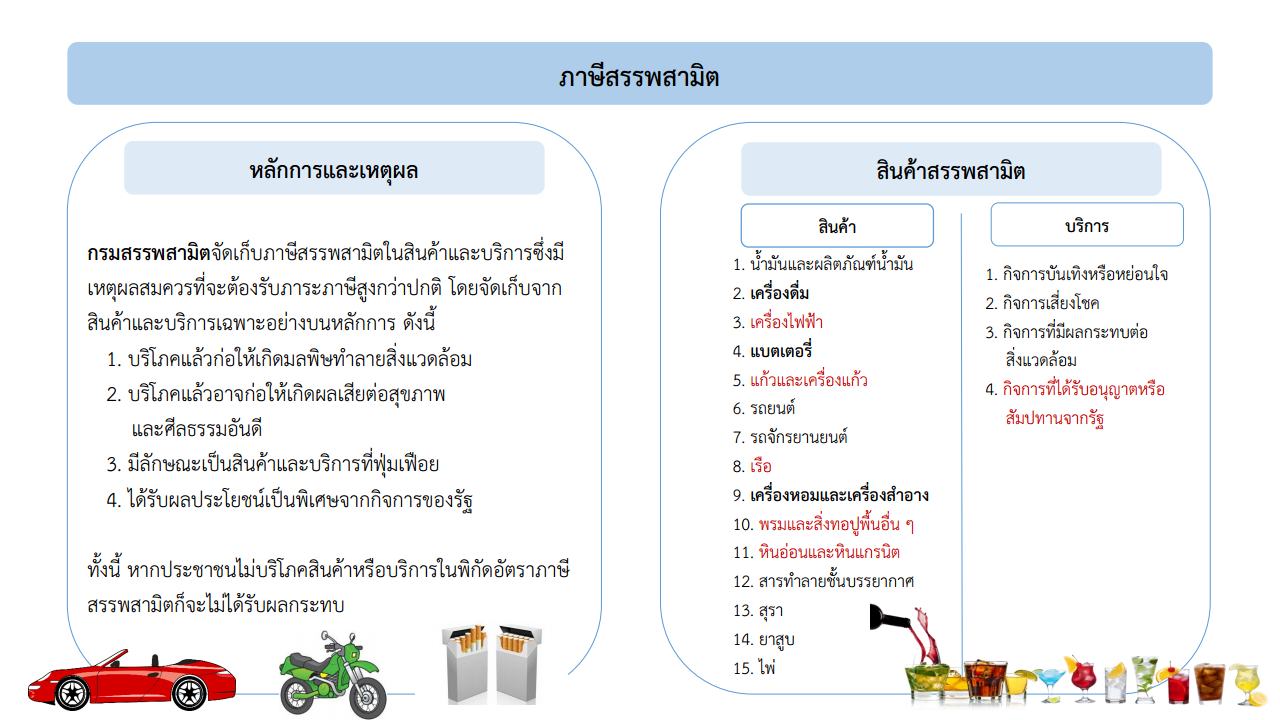 ภาษีสรรพสามิต
หลักการและเหตุผล
กรมสรรพสามิตจัดเก็บภาษีสรรพสามิตในสินค้าและบริการซึ่งมี
เหตุผลสมควรที่จะต้องรับภาระภาษีสูงกว่าปกติ โดยจัดเก็บจาก
สินค้าและบริการเฉพาะอย่างบนหลักการ ดังนี้
1. บริโภคแล้วก่อให้เกิดมลพิษทำลายสิ่งแวดล้อม
2. บริโภคแล้วอาจก่อให้เกิดผลเสียต่อสุขภาพ
และศีลธรรมอันดี
3. มีลักษณะเป็นสินค้าและบริการที่ฟุ่มเฟือย
4. ได้รับผลประโยชน์เป็นพิเศษจากกิจการของรัฐ
ทั้งนี้ หากประชาชนไม่บริโภคสินค้าหรือบริการในพิกัดอัตราภาษี
สรรพสามิตก็จะไม่ได้รับผลกระทบ
สินค้าสรรพสามิต
สินค้า
1. น้ำมันและผลิตภัณฑ์น้ำมัน
2. เครื่องดื่ม
3. เครื่องไฟฟ้า
4. แบตเตอรี่
5. แก้วและเครื่องแก้ว
6. รถยนต์
7. รถจักรยานยนต์
8. เรือ
9. เครื่องหอมและเครื่องสำอาง
10. พรมและสิ่งทอปูพื้นอื่น ๆ
11. หินอ่อนและหินแกรนิต
12. สารทำลายชั้นบรรยากาศ
13. สุรา
14. ยาสูบ
15. ไพ่
บริการ
1. กิจการบันเทิงหรือหย่อนใจ
2. กิจการเสี่ยงโชค
3. กิจการที่มีผลกระทบต่อ
สิ่งแวดล้อม
4. กิจการที่ได้รับอนุญาตหรือ
สัมปทานจากรัฐ